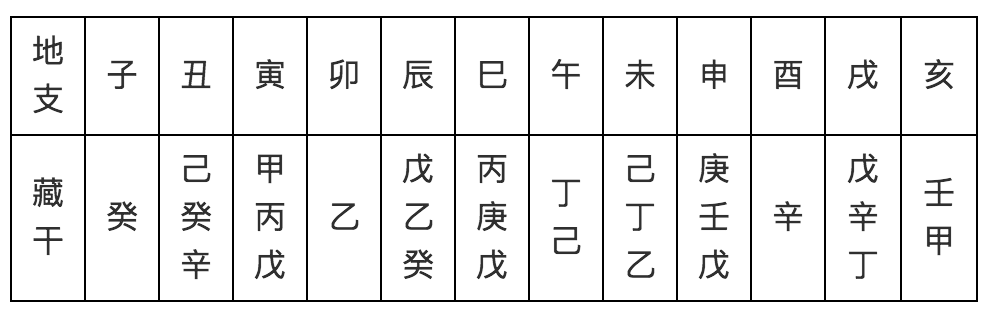 地支 子 丑 寅 卯 辰 巳 午 未 申 酉 戌 亥
藏干 癸 己癸辛 甲丙戊 乙 戊乙癸 丙庚戊 丁己 己丁乙 庚壬戊 辛 戊辛丁 壬甲